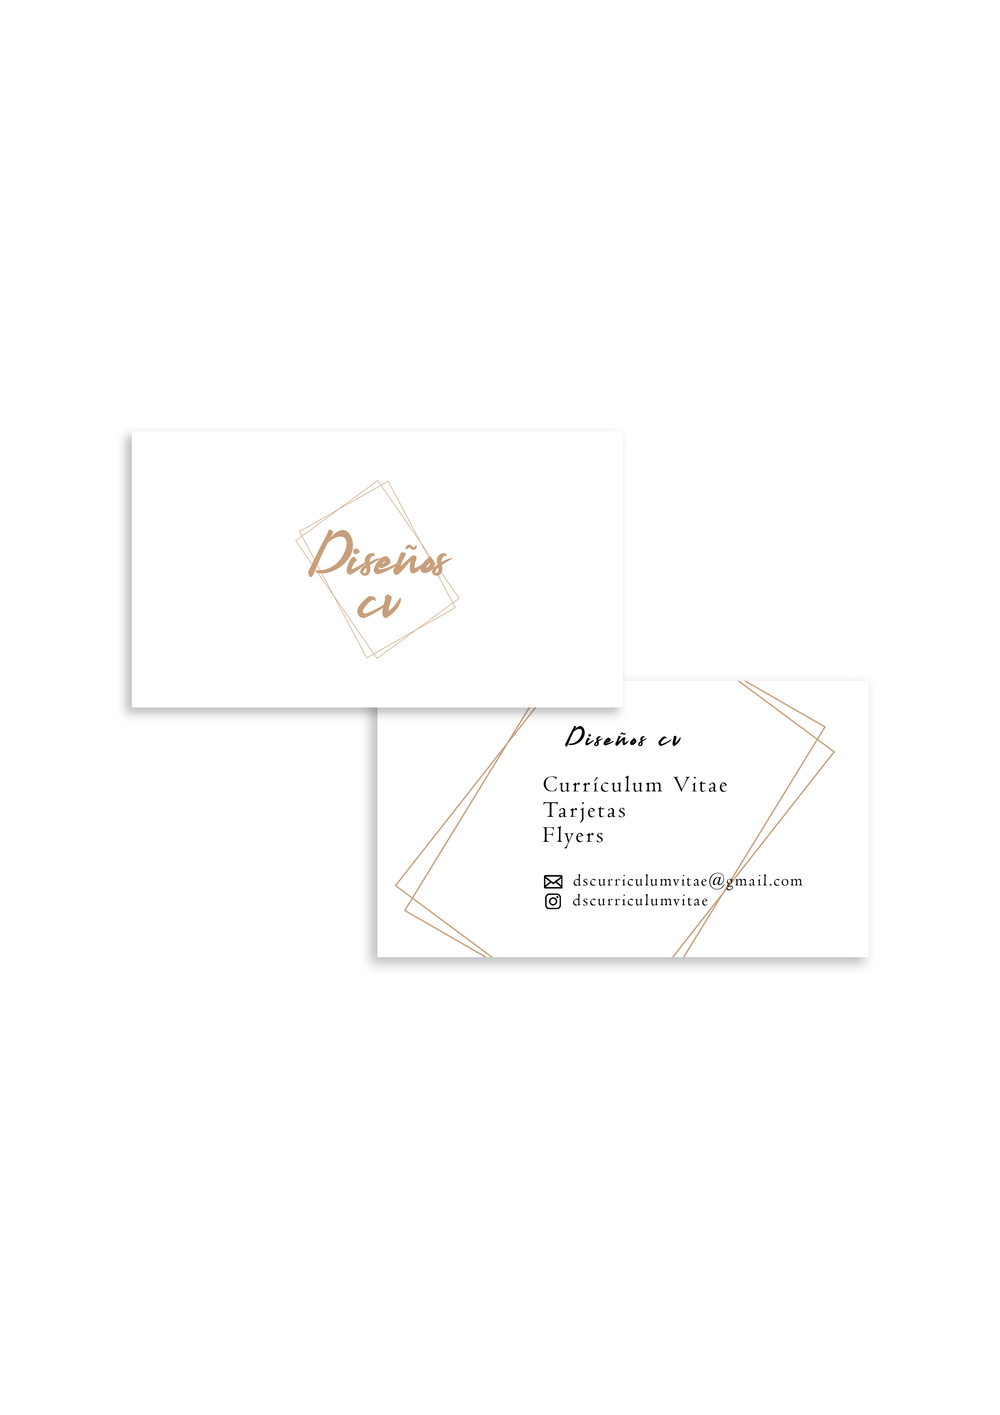 Diseños
cv
Diseños cv
Currículum Vitae
Tarjetas
Flyers
dscurriculumvitae@gmail.com
dscurriculumvitae